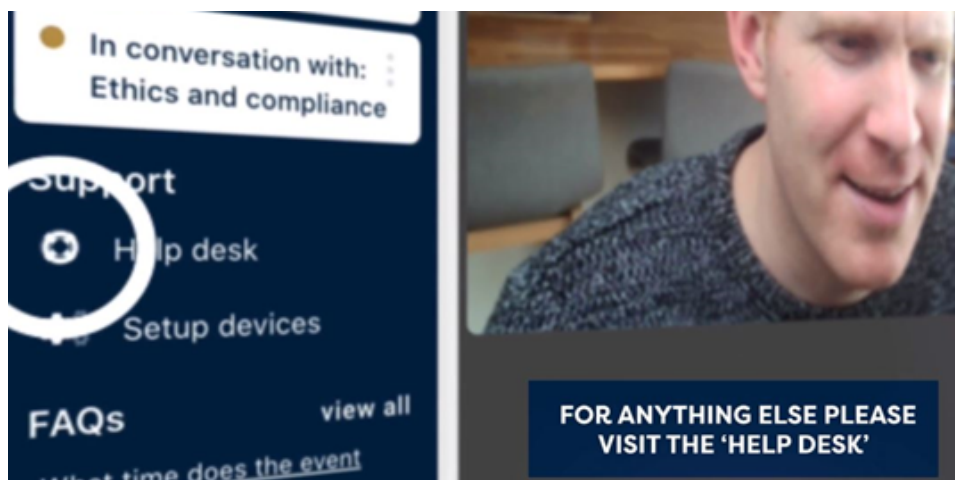 In conversation with:
Ethics and compliance
Support
Help desk
Setup devices
FAQs
view all
What time does the event
FOR ANYTHING ELSE PLEASE
VISIT THE ‘HELP DESK’